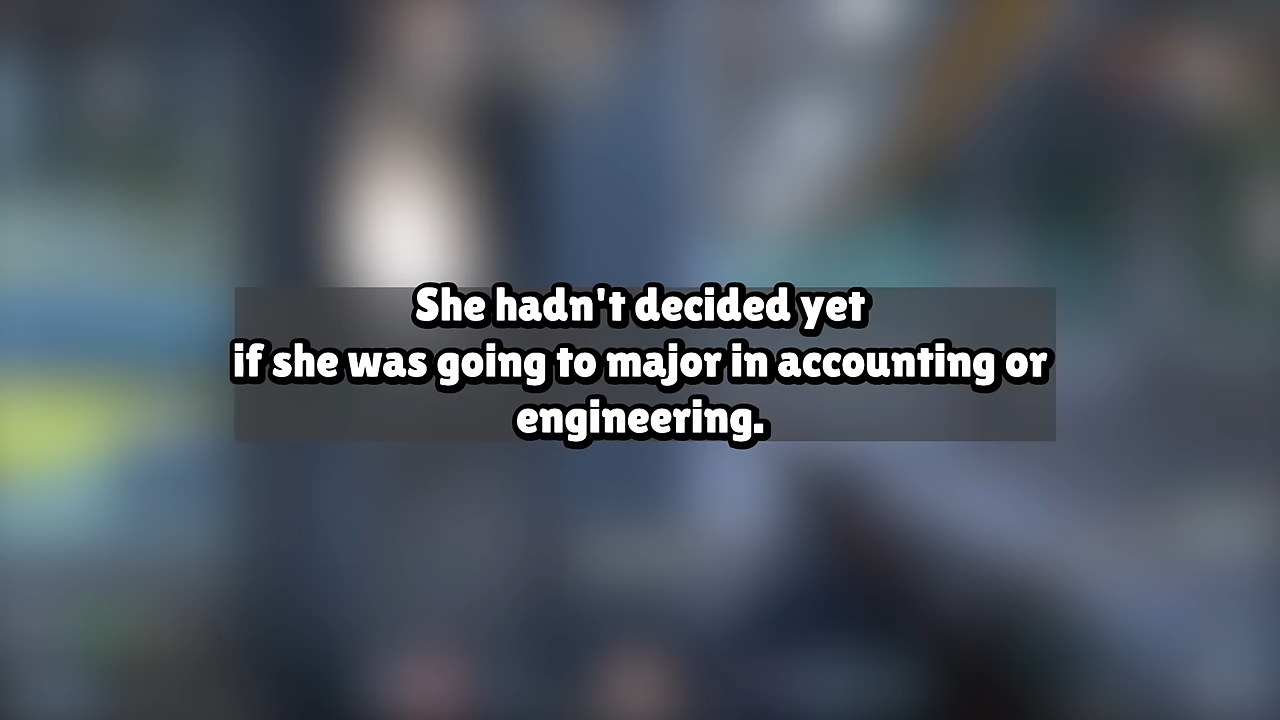 She hadn't decided yet
if she was going to major in accounting or
engineering.